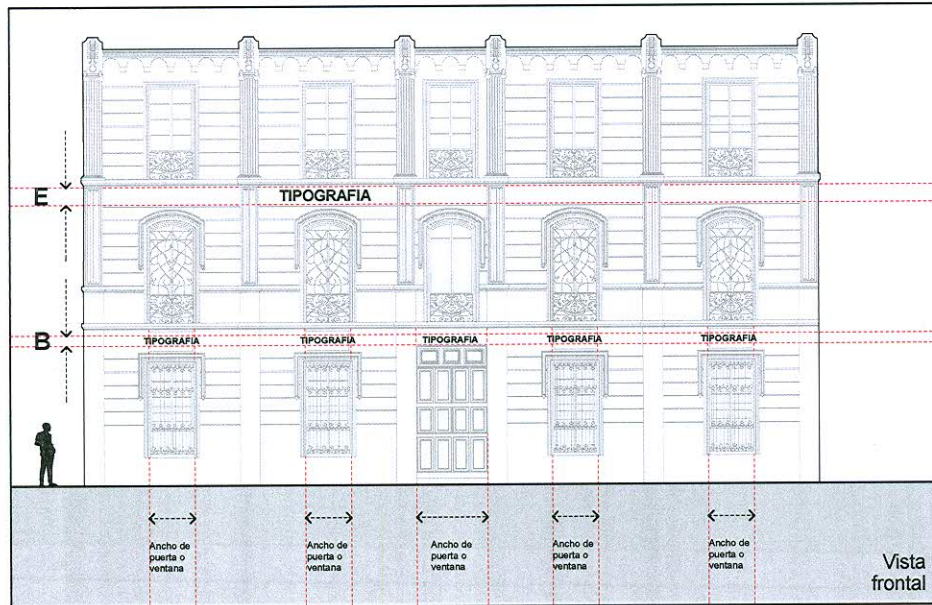 E
TIPOGRAFIA
B
TIPOGRAFIA
TIPOGRAFIA
TIPOGRAFIA
TIPOGRAFIA
TIPOGRAFIA
Ancho de
puerta o
ventana
Ancho de
puerta o
ventana
Ancho de
puerta o
ventana
Ancho de
puerta o
ventana
Ancho de
puerta o
ventana
Vista
frontal